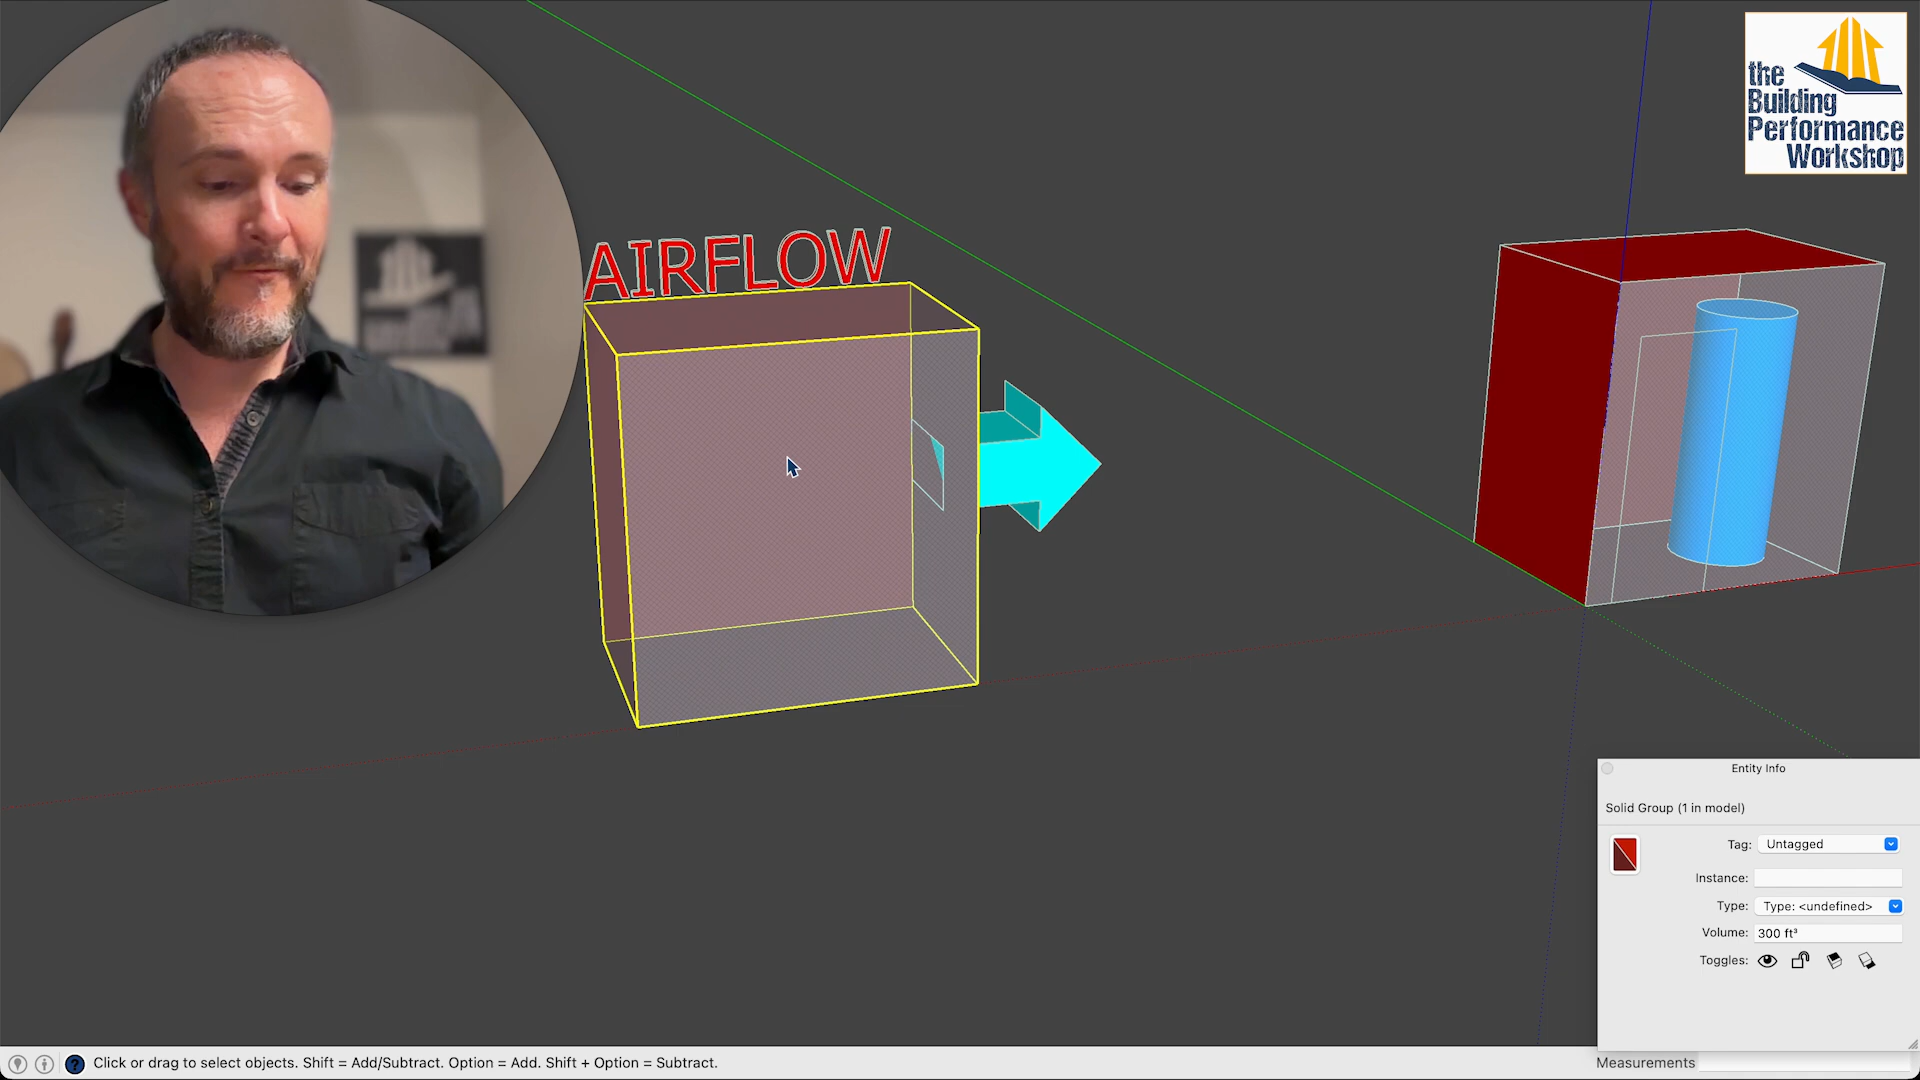 the
Building
Performance
Workshop
AIRFLOW
Entity Info
Solid Group (1 in model)
Tag: Untagged
Instance:
Type: Type: <undefined>
Volume: 300 ft³
Toggles:
Click or drag to select objects. Shift = Add/Subtract. Option = Add. Shift + Option = Subtract.
Measurements